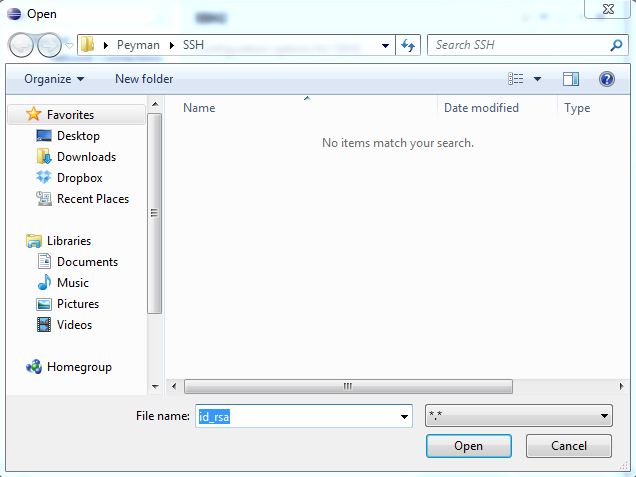 Open
Peyman SSH
Search SSH
Organize New folder
Name Date modified Type
No items match your search.
Favorites
Desktop
Downloads
Dropbox
Recent Places
Libraries
Documents
Music
Pictures
Videos
Homegroup
File name: id_rsa *.*
Open Cancel